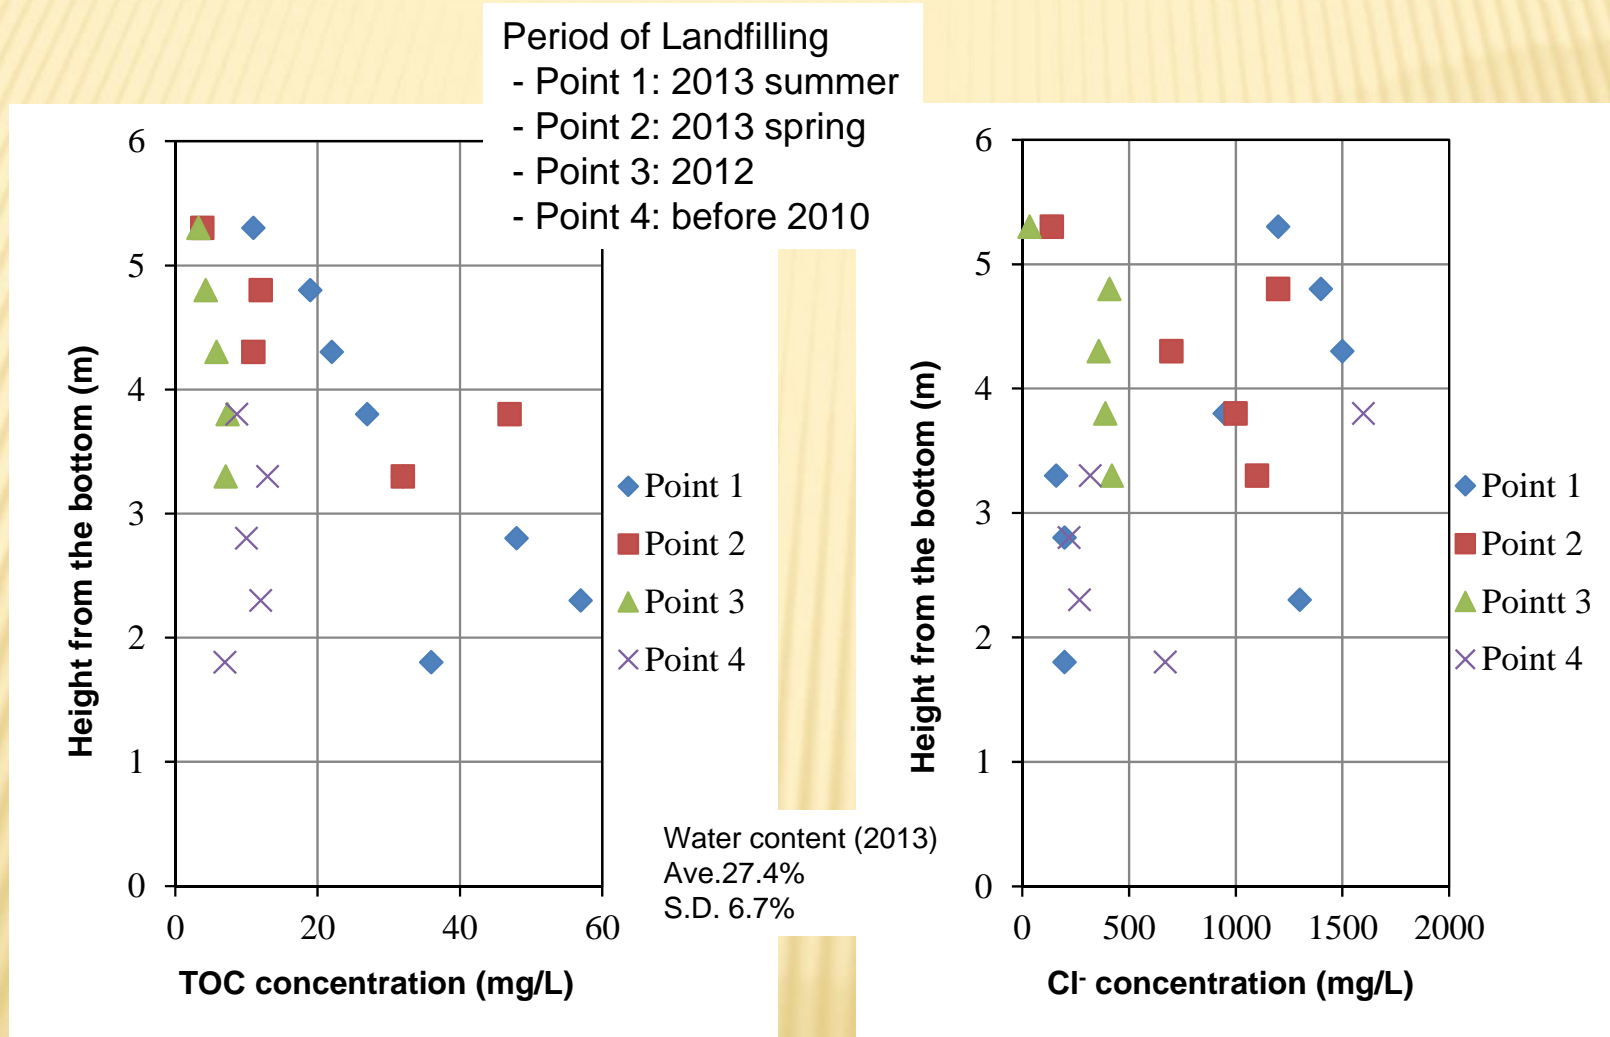 Period of Landfilling
- Point 1: 2013 summer
- Point 2: 2013 spring
- Point 3: 2012
- Point 4: before 2010
6
5
4
3
2
1
0
0 20 40 60
Height from the bottom (m)
TOC concentration (mg/L)
Point 1
Point 2
Point 3
Point 4
Water content (2013)
Ave.27.4%
S.D. 6.7%
6
5
4
3
2
1
0
0 500 1000 1500 2000
Height from the bottom (m)
Cl⁻ concentration (mg/L)
Point 1
Point 2
Pointt 3
Point 4